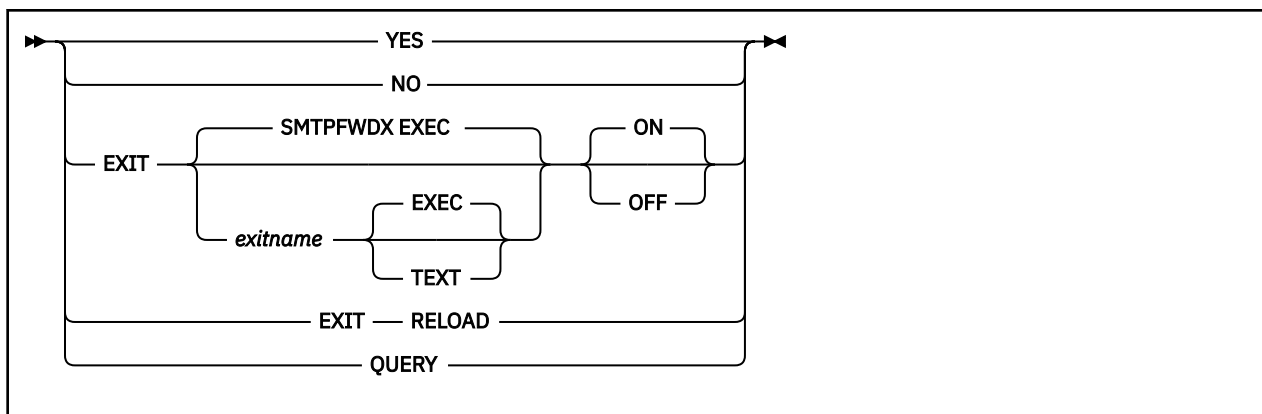 YES
NO
SMTPFWDX EXEC
ON
EXIT
OFF
EXEC
exitname
TEXT
EXIT RELOAD
QUERY